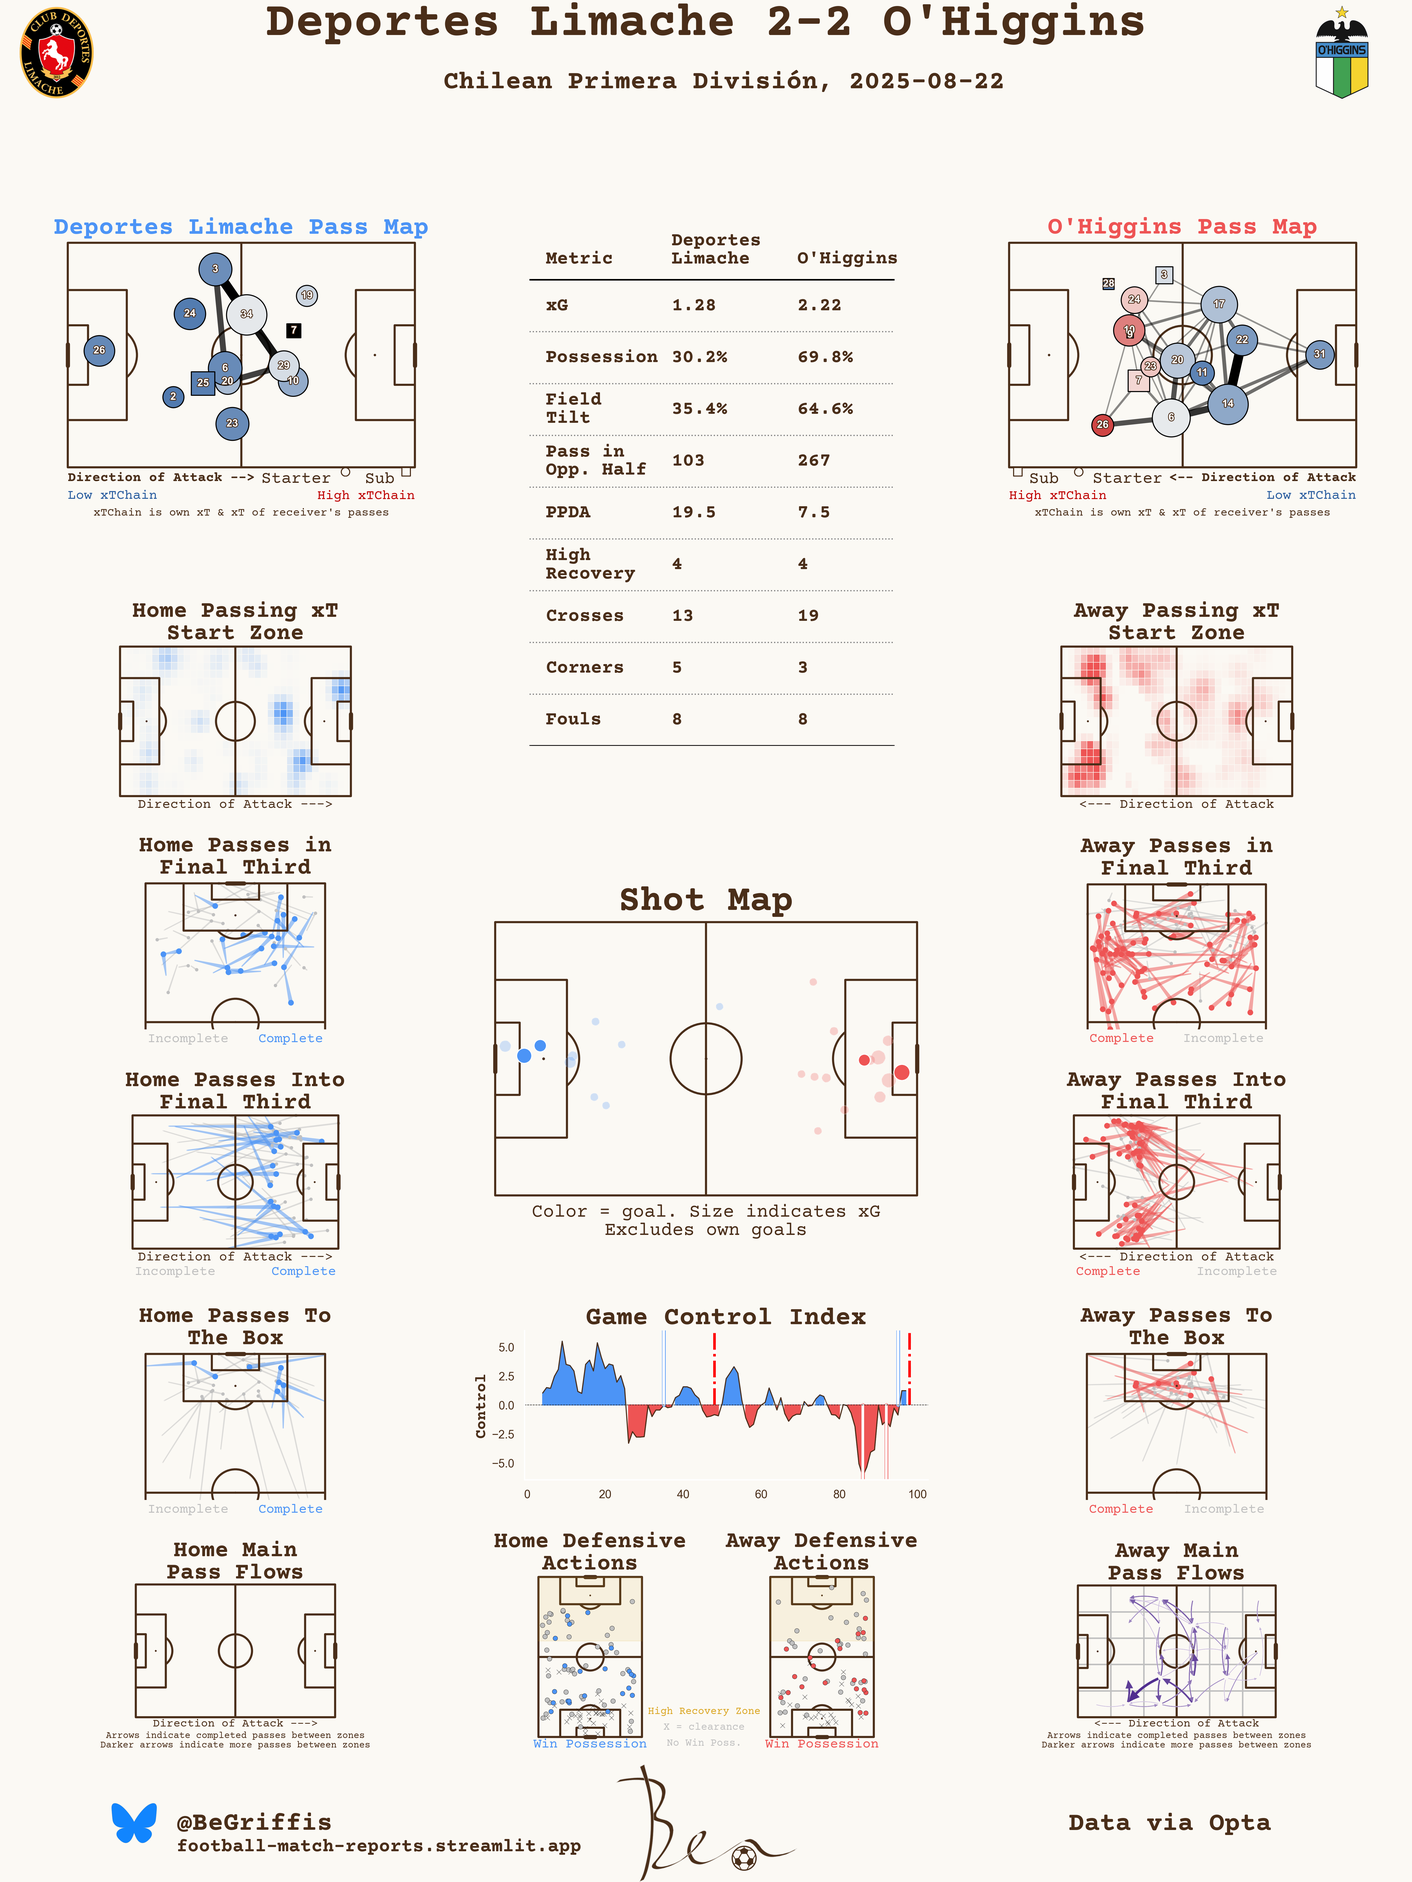 Deportes Limache 2-2 O'Higgins
Chilean Primera División, 2025-08-22
CLUB DEPORTES
LIMACHE
O'HIGGINS
Deportes Limache Pass Map
3
19
24
34
7
26
6
29
25
20
10
2
23
Direction of Attack --> Starter Sub
Low xTChain High xTChain
xTChain is own xT & xT of receiver's passes
Metric Deportes Limache O'Higgins
xG 1.28 2.22
Possession 30.2% 69.8%
Field Tilt 35.4% 64.6%
Pass in Opp. Half 103 267
PPDA 19.5 7.5
High Recovery 4 4
Crosses 13 19
Corners 5 3
Fouls 8 8
O'Higgins Pass Map
3
28
24
17
10
9
22
20
31
23
11
7
14
6
26
Sub Starter <-- Direction of Attack
High xTChain Low xTChain
xTChain is own xT & xT of receiver's passes
Home Passing xT
Start Zone
Direction of Attack --->
Away Passing xT
Start Zone
<--- Direction of Attack
Home Passes in
Final Third
Incomplete Complete
Away Passes in
Final Third
Complete Incomplete
Shot Map
Color = goal. Size indicates xG
Excludes own goals
Home Passes Into
Final Third
Direction of Attack --->
Incomplete Complete
Away Passes Into
Final Third
<--- Direction of Attack
Complete Incomplete
Home Passes To
The Box
Incomplete Complete
Game Control Index
Control
5.0
2.5
0.0
−2.5
−5.0
0 20 40 60 80 100
Away Passes To
The Box
Complete Incomplete
Home Main
Pass Flows
Direction of Attack --->
Arrows indicate completed passes between zones
Darker arrows indicate more passes between zones
Home Defensive
Actions
Win Possession
Away Defensive
Actions
Win Possession
High Recovery Zone
X = clearance
No Win Poss.
Away Main
Pass Flows
<--- Direction of Attack
Arrows indicate completed passes between zones
Darker arrows indicate more passes between zones
@BeGriffis
football-match-reports.streamlit.app
Ben
Data via Opta